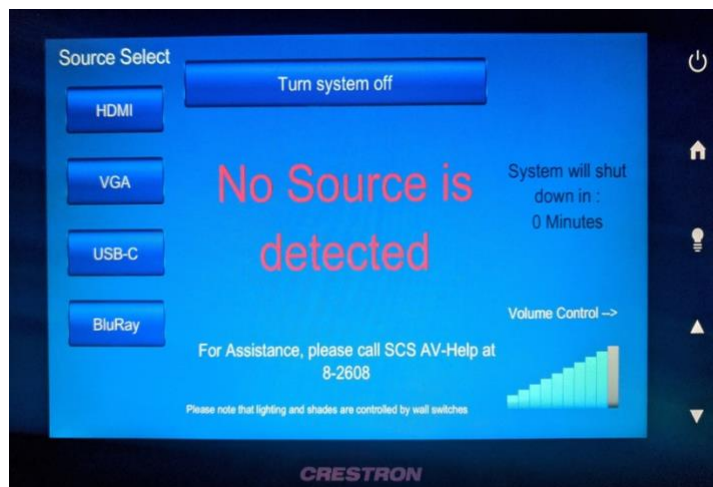 Source Select
Turn system off
HDMI
VGA
USB-C
BluRay
No Source is
detected
System will shut
down in :
0 Minutes
Volume Control -->
For Assistance, please call SCS AV-Help at
8-2608
Please note that lighting and shades are controlled by wall switches
CRESTRON